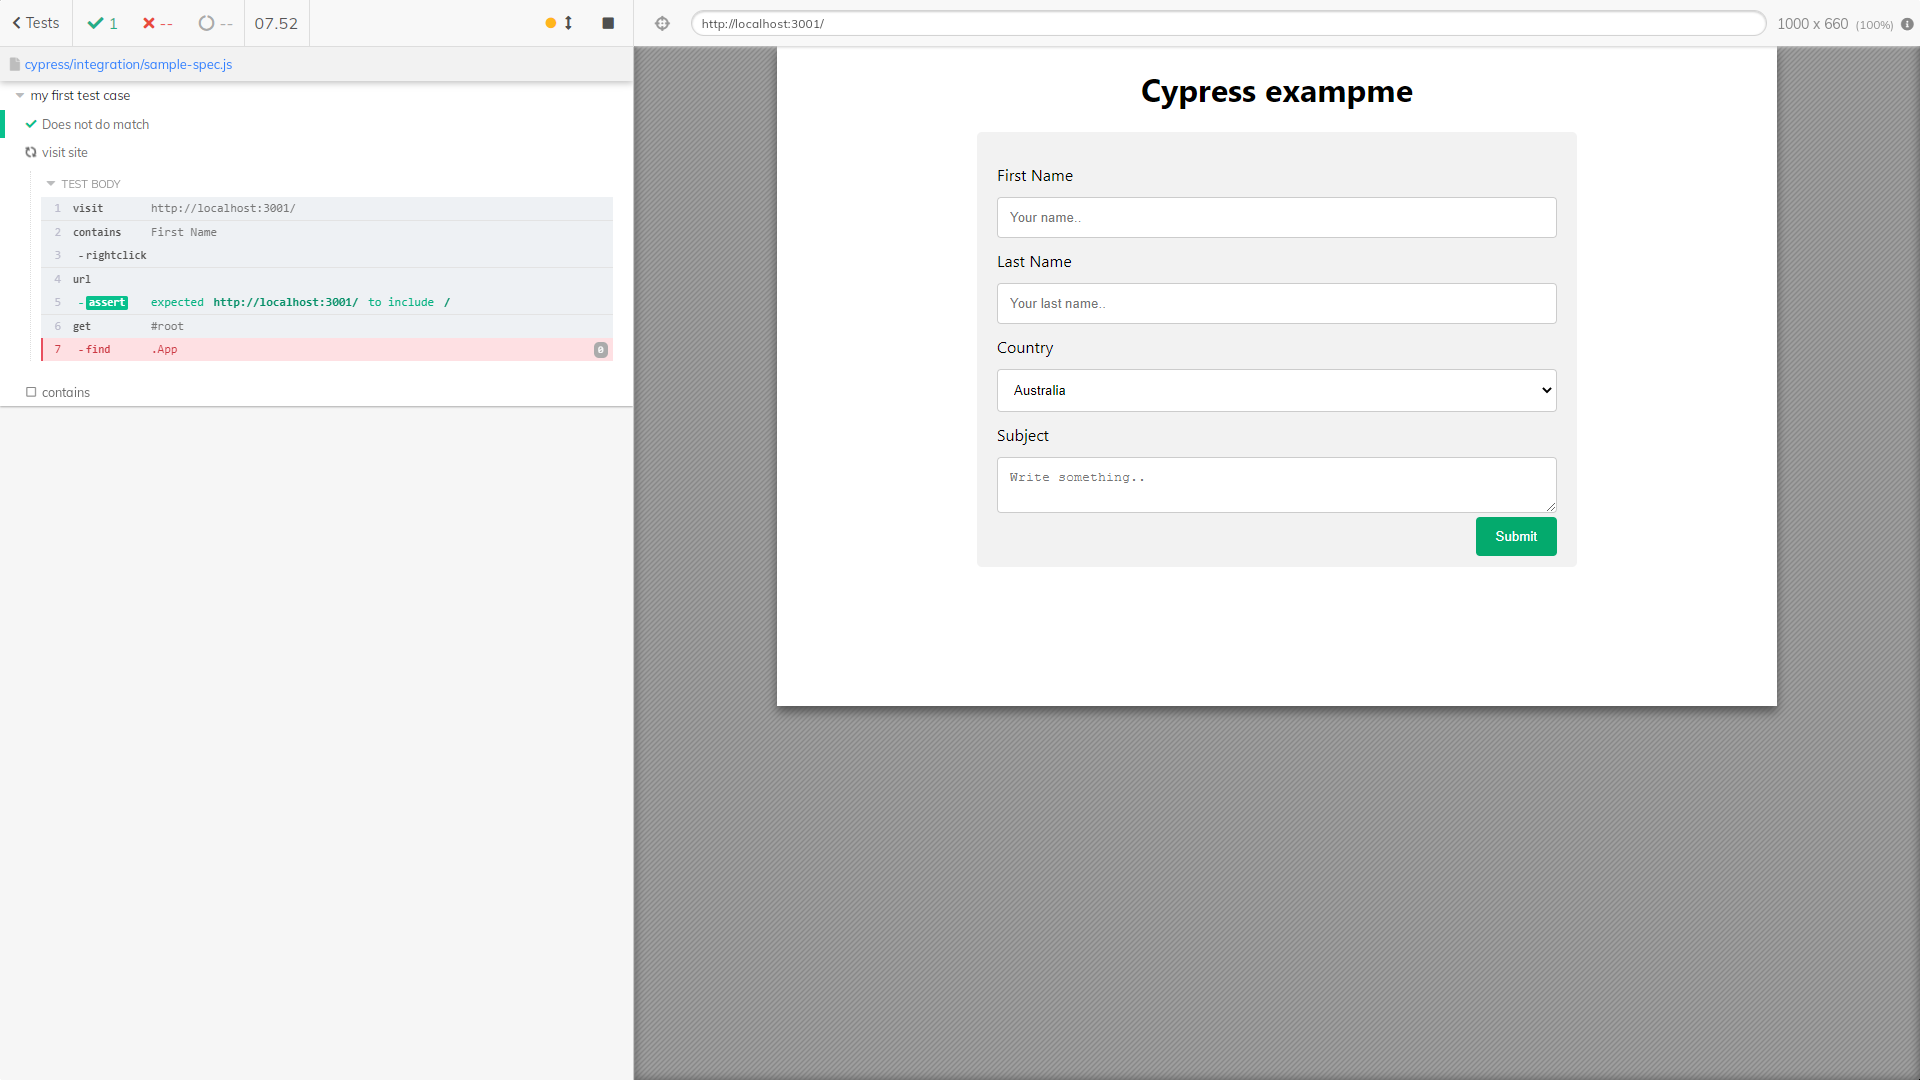 Tests
1
--
--
07.52
http://localhost:3001/
1000 x 660 (100%)
cypress/integration/sample-spec.js
my first test case
Does not do match
visit site
TEST BODY
1 visit http://localhost:3001/
2 contains First Name
3 -rightclick
4 url
5 -assert expected http://localhost:3001/ to include /
6 get #root
7 -find .App 0
contains
Cypress exampme
First Name
Your name..
Last Name
Your last name..
Country
Australia
Subject
Write something..
Submit